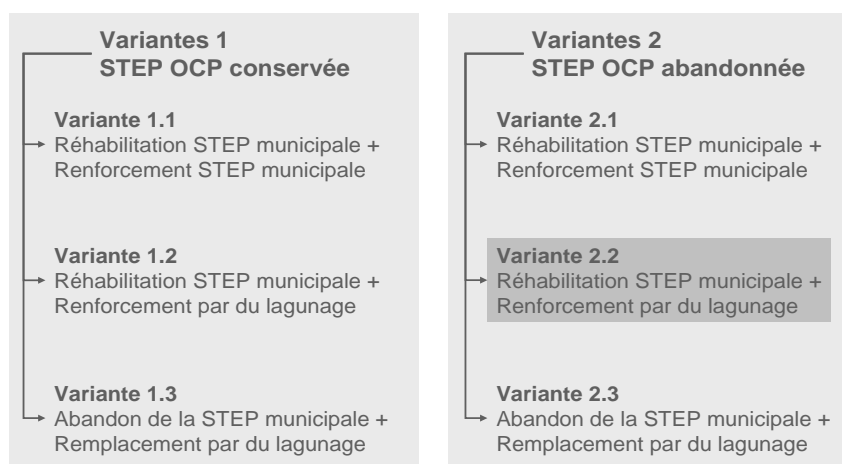 Variantes 1
STEP OCP conservée
Variante 1.1
Réhabilitation STEP municipale +
Renforcement STEP municipale
Variante 1.2
Réhabilitation STEP municipale +
Renforcement par du lagunage
Variante 1.3
Abandon de la STEP municipale +
Remplacement par du lagunage
Variantes 2
STEP OCP abandonnée
Variante 2.1
Réhabilitation STEP municipale +
Renforcement STEP municipale
Variante 2.2
Réhabilitation STEP municipale +
Renforcement par du lagunage
Variante 2.3
Abandon de la STEP municipale +
Remplacement par du lagunage